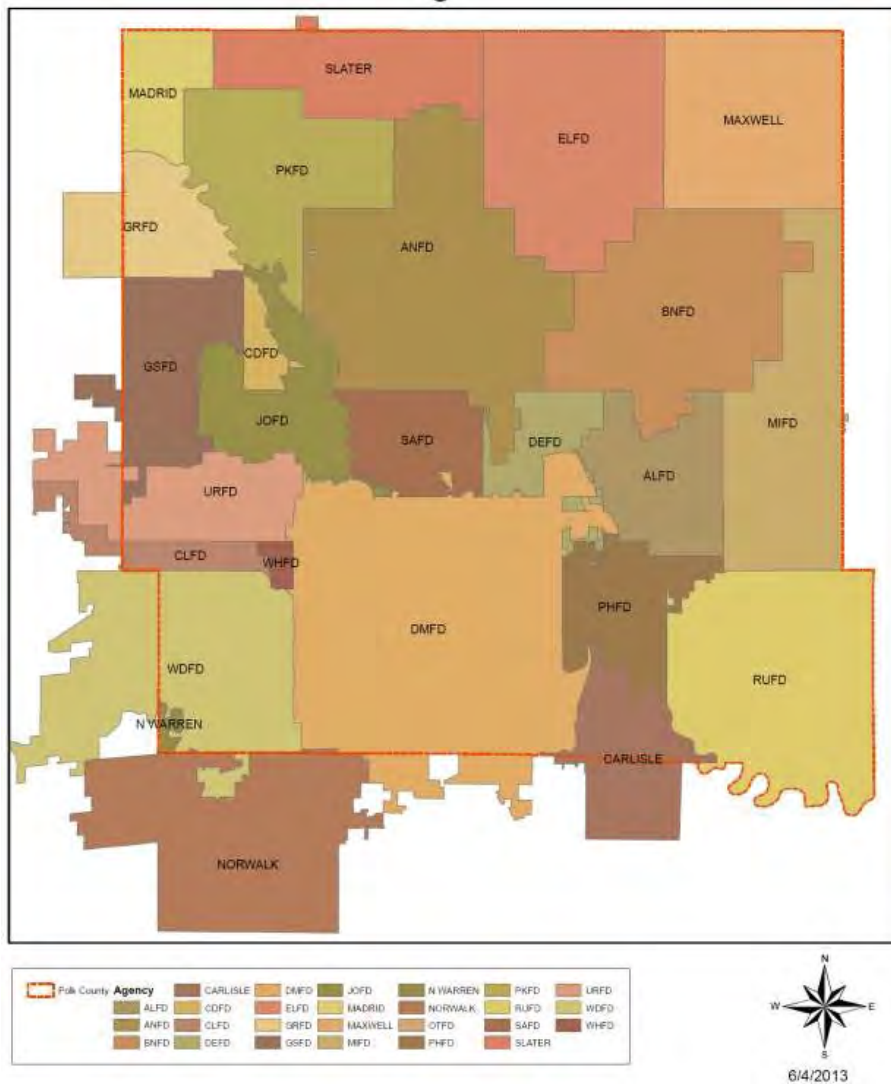 SLATER
MADRID
MAXWELL
ELFD
PKFD
GRFD
ANFD
BNFD
CDFD
GSFD
JOFD
SAFD
DEFD
MIFD
ALFD
URFD
CLFD
WHFD
PHFD
DMFD
WDFD
RUFD
N WARREN
CARLISLE
NORWALK
Polk County Agency
ALFD
ANFD
BNFD
CARLISLE
CDFD
CLFD
DEFD
DMFD
ELFD
GRFD
GSFD
JOFD
MADRID
MAXWELL
MIFD
N WARREN
NORWALK
OTFD
PHFD
PKFD
RUFD
SAFD
SLATER
URFD
WDFD
WHFD
N
W E
S
6/4/2013